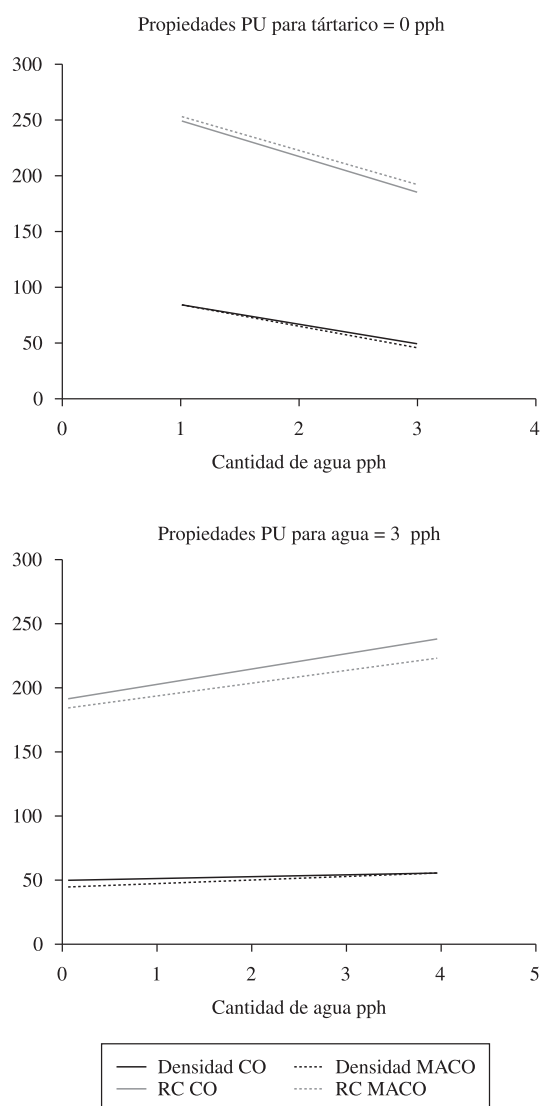 Propiedades PU para tártarico = 0 pph
300
250
200
150
100
50
0
0 1 2 3 4
Cantidad de agua pph
Propiedades PU para agua = 3 pph
300
250
200
150
100
50
0
0 1 2 3 4 5
Cantidad de agua pph
Densidad CO Densidad MACO
RC CO RC MACO